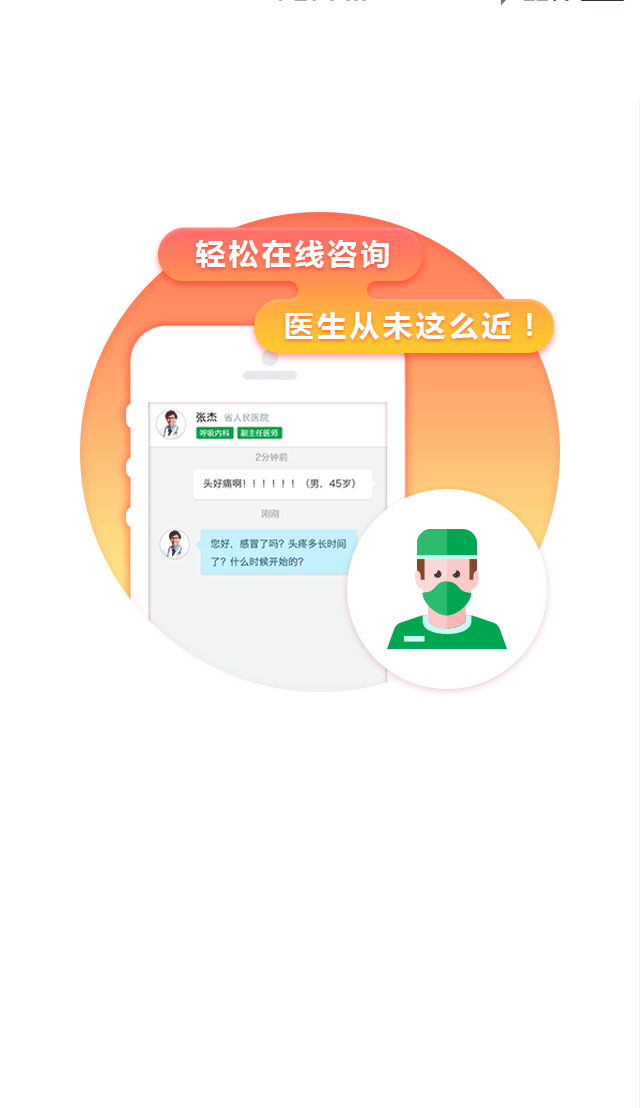 轻松在线咨询
医生从未这么近！
张杰 省人民医院
呼吸内科 副主任医师
2分钟前
头好痛啊！！！！！！（男，45岁）
刚刚
您好，感冒了吗？头疼多长时间
了？什么时候开始的？